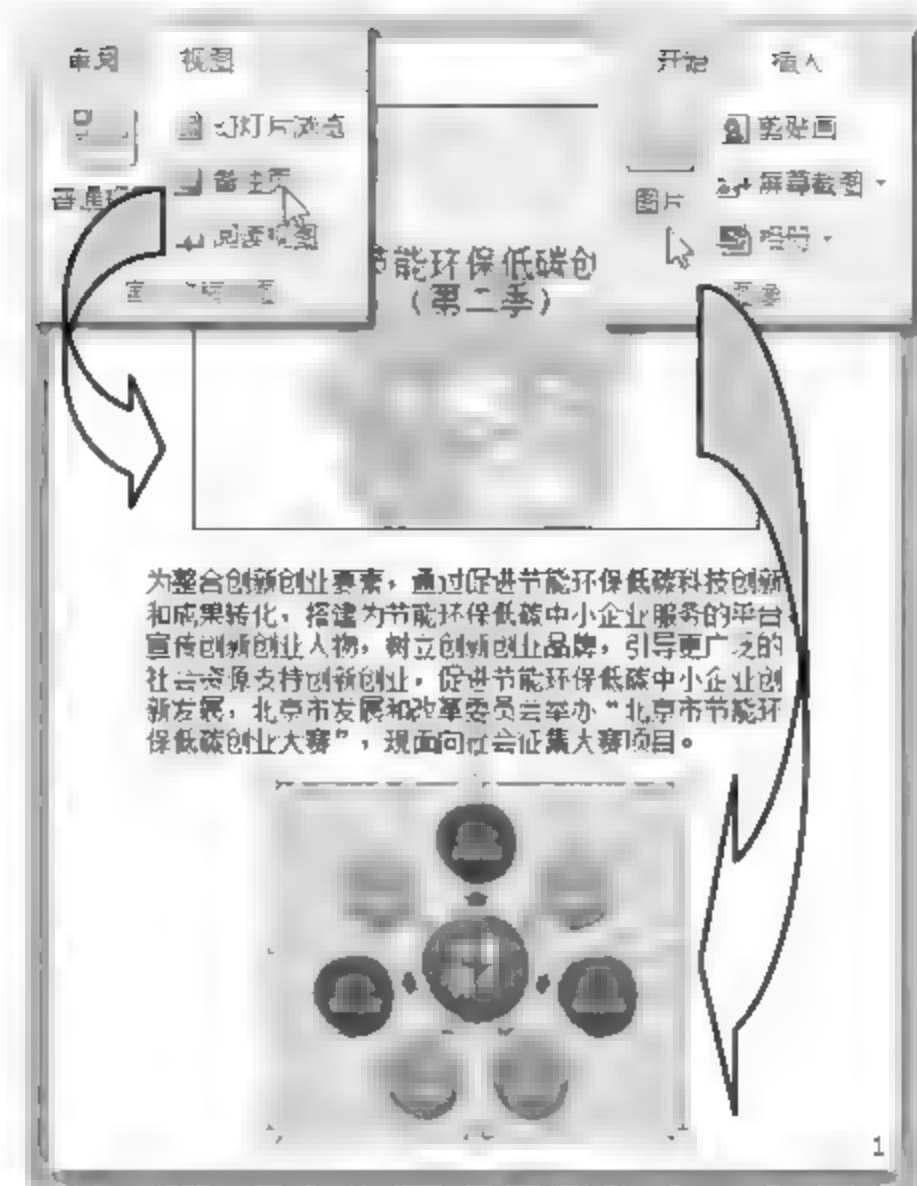 审阅 视图
幻灯片浏览
备注页
阅读视图
开始 插入
剪贴画
屏幕截图
相册
图片
图像
节能环保低碳创
(第二季)
为整合创新创业要素，通过促进节能环保低碳科技创新
和成果转化，搭建为节能环保低碳中小企业服务的平台
宣传创新创业人物，树立创新创业品牌，引导更广泛的
社会资源支持创新创业，促进节能环保低碳中小企业创
新发展，北京市发展和改革委员会举办“北京市节能环
保低碳创业大赛”，现面向社会征集大赛项目。
1